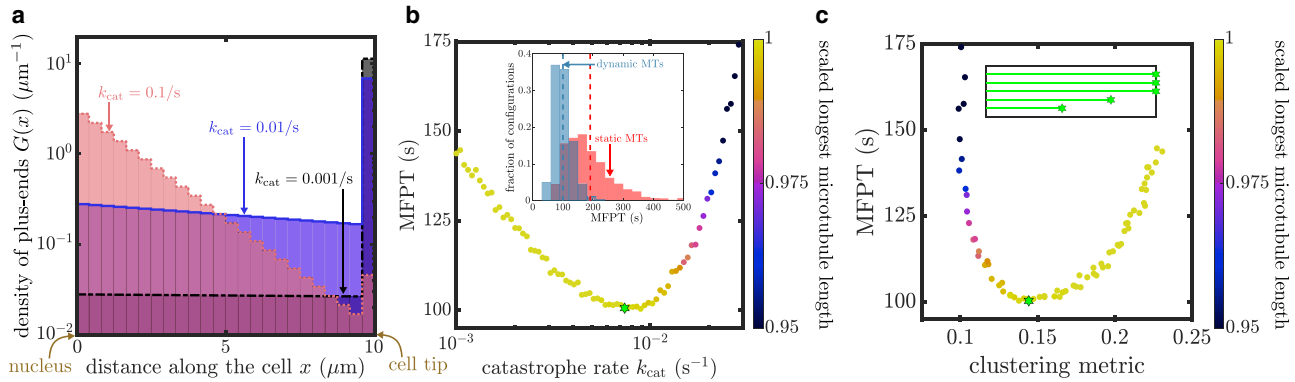 a
density of plus-ends G(x) (μm⁻¹)
10¹
10⁰
10⁻¹
10⁻²
k_cat = 0.1/s
k_cat = 0.01/s
k_cat = 0.001/s
0
5
10
nucleus
distance along the cell x (μm)
cell tip
b
MFPT (s)
175
150
125
100
10⁻³
10⁻²
catastrophe rate k_cat (s⁻¹)
fraction of configurations
0.4
0.3
0.2
0.1
0
dynamic MTs
static MTs
0
100
200
300
400
500
MFPT (s)
1
0.975
0.95
scaled longest microtubule length
c
MFPT (s)
175
150
125
100
0.1
0.15
0.2
0.25
clustering metric
1
0.975
0.95
scaled longest microtubule length